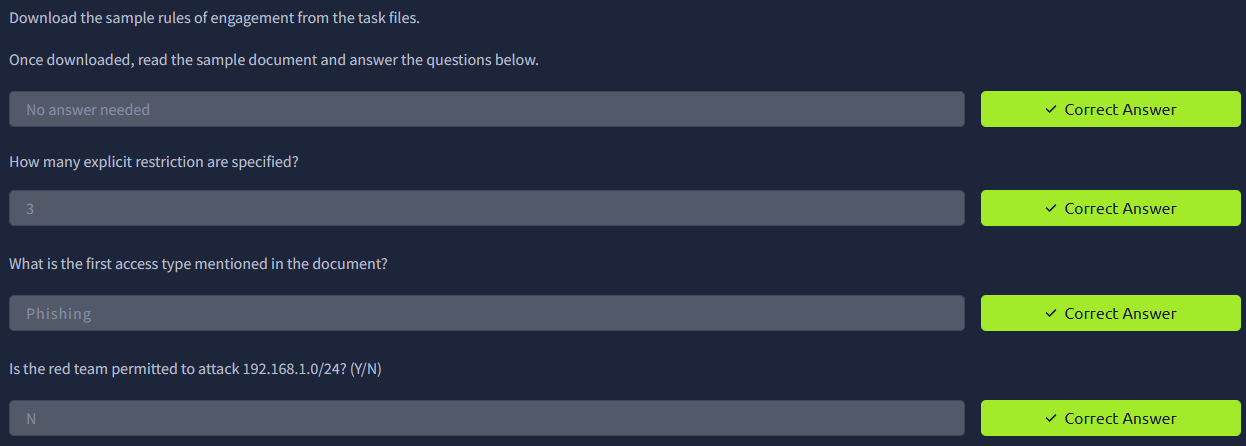 Download the sample rules of engagement from the task files.
Once downloaded, read the sample document and answer the questions below.
No answer needed
✓ Correct Answer
How many explicit restriction are specified?
3
✓ Correct Answer
What is the first access type mentioned in the document?
Phishing
✓ Correct Answer
Is the red team permitted to attack 192.168.1.0/24? (Y/N)
N
✓ Correct Answer